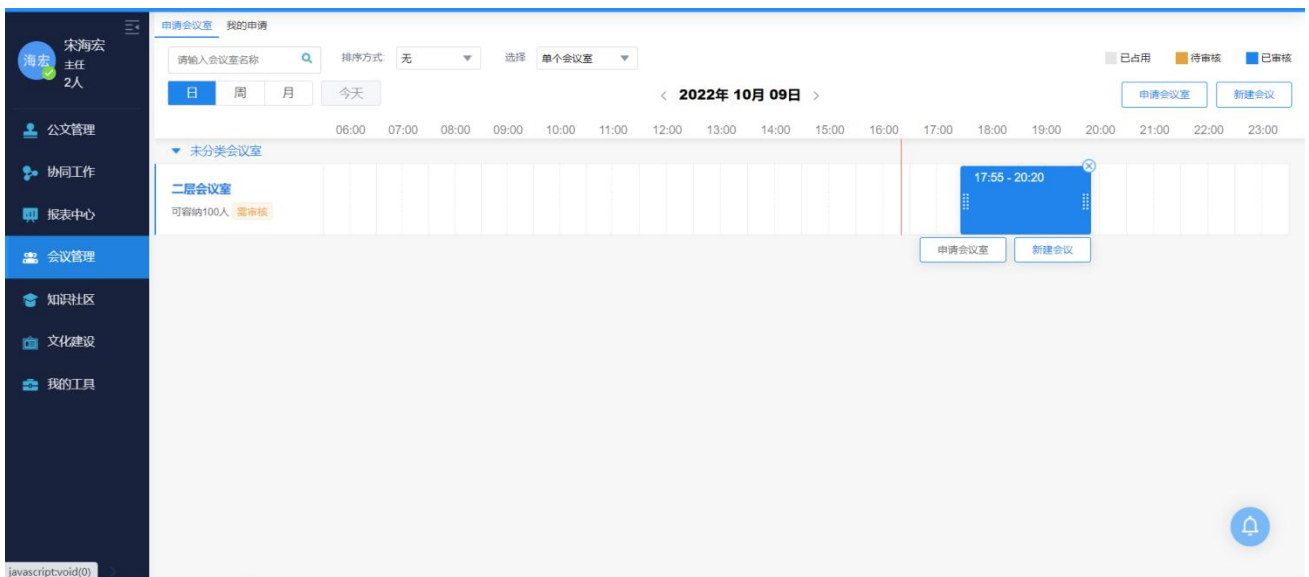 海宏
宋海宏
主任
2人
公文管理
协同工作
报表中心
会议管理
知识社区
文化建设
我的工具
javascript:void(0)
申请会议室 我的申请
请输入会议室名称 排序方式: 无 选择 单个会议室 已占用 待审核 已审核
日 周 月 今天 < 2022年 10月 09日 > 申请会议室 新建会议
06:00 07:00 08:00 09:00 10:00 11:00 12:00 13:00 14:00 15:00 16:00 17:00 18:00 19:00 20:00 21:00 22:00 23:00
未分类会议室
二层会议室
可容纳100人 需审核
17:55 - 20:20
申请会议室 新建会议